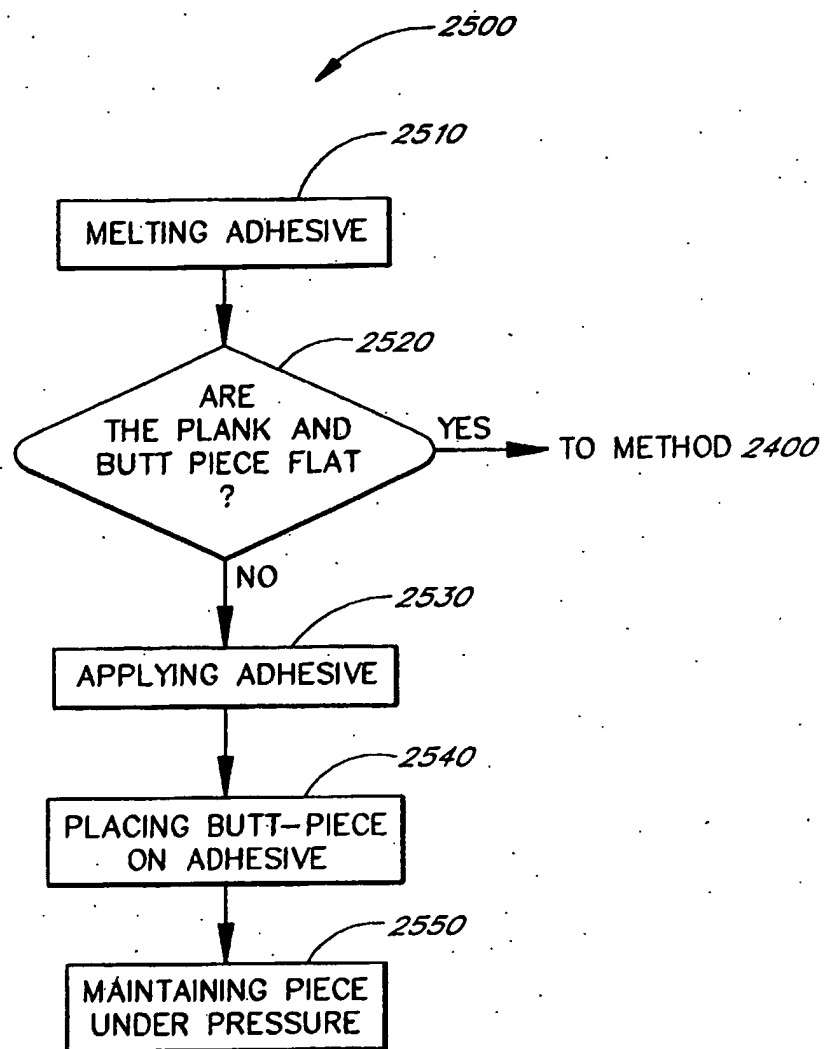 2500
2510
MELTING ADHESIVE
2520
ARE
THE PLANK AND
BUTT PIECE FLAT
?
YES
TO METHOD 2400
NO
2530
APPLYING ADHESIVE
2540
PLACING BUTT-PIECE
ON ADHESIVE
2550
MAINTAINING PIECE
UNDER PRESSURE